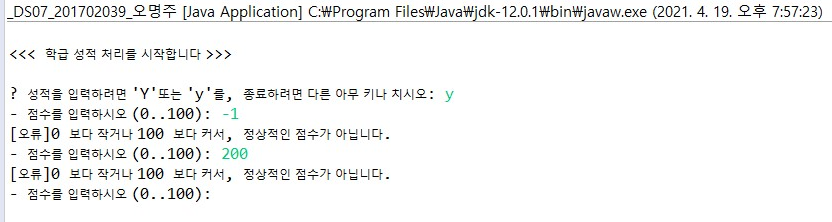 _DS07_201702039_오명주 [Java Application] C:\Program Files\Java\jdk-12.0.1\bin\javaw.exe (2021. 4. 19. 오후 7:57:23)
<<< 학급 성적 처리를 시작합니다 >>>
? 성적을 입력하려면 'Y'또는 'y'를, 종료하려면 다른 아무 키나 치시오: y
- 점수를 입력하시오 (0..100): -1
[오류]0 보다 작거나 100 보다 커서, 정상적인 점수가 아닙니다.
- 점수를 입력하시오 (0..100): 200
[오류]0 보다 작거나 100 보다 커서, 정상적인 점수가 아닙니다.
- 점수를 입력하시오 (0..100):